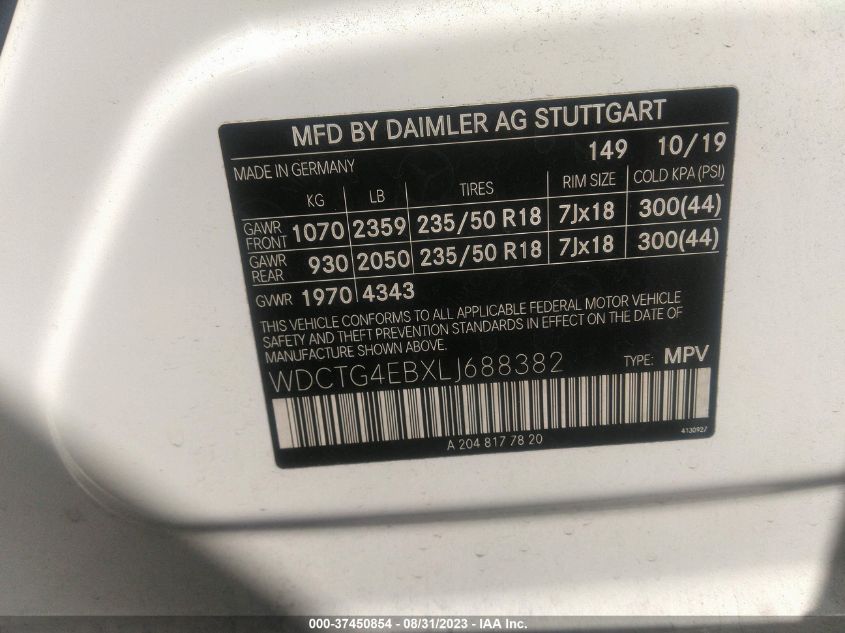 MFD BY DAIMLER AG STUTTGART
MADE IN GERMANY 149 10/19
KG LB TIRES RIM SIZE COLD KPA (PSI)
GAWR FRONT 1070 2359 235/50 R18 7Jx18 300(44)
GAWR REAR 930 2050 235/50 R18 7Jx18 300(44)
GVWR 1970 4343
THIS VEHICLE CONFORMS TO ALL APPLICABLE FEDERAL MOTOR VEHICLE
SAFETY AND THEFT PREVENTION STANDARDS IN EFFECT ON THE DATE OF
MANUFACTURE SHOWN ABOVE.
WDCTG4EBXLJ688382 TYPE: MPV
A 204 817 78 20
000-37450854 - 08/31/2023 - IAA Inc.